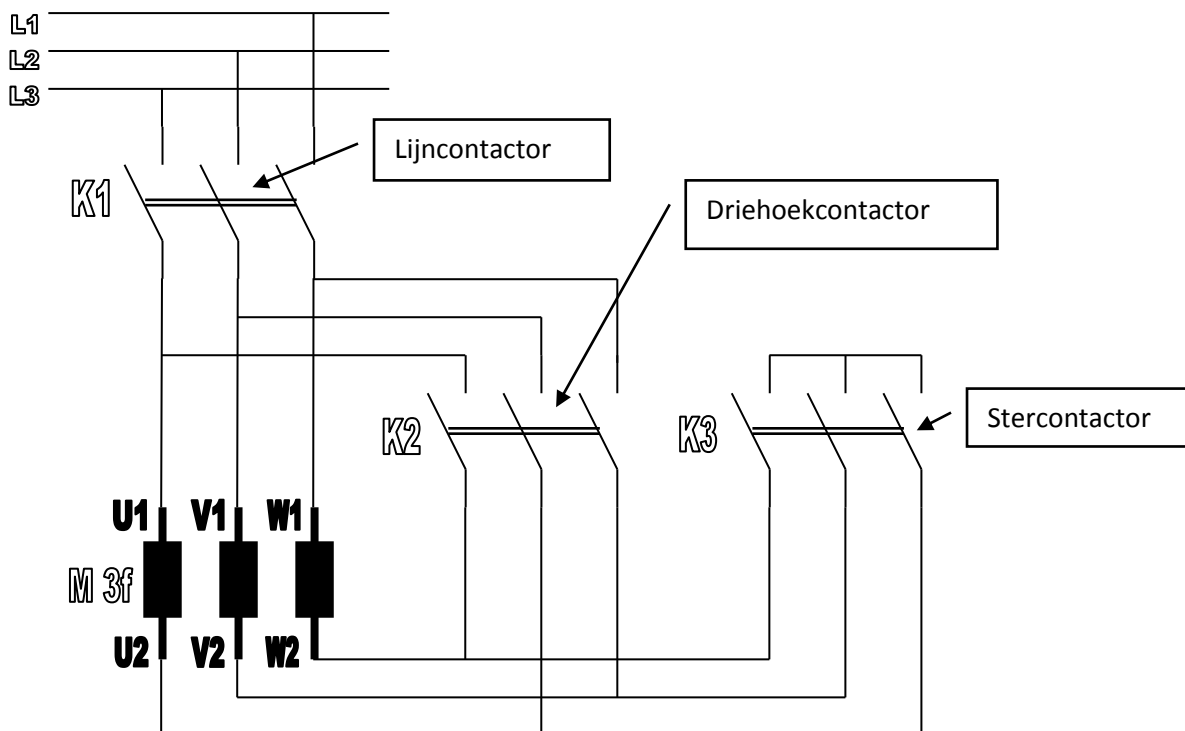 L1
L2
L3
Lijncontactor
K1
Driehoekcontactor
K2
K3
Stercontactor
U1 V1 W1
M 3f
U2 V2 W2